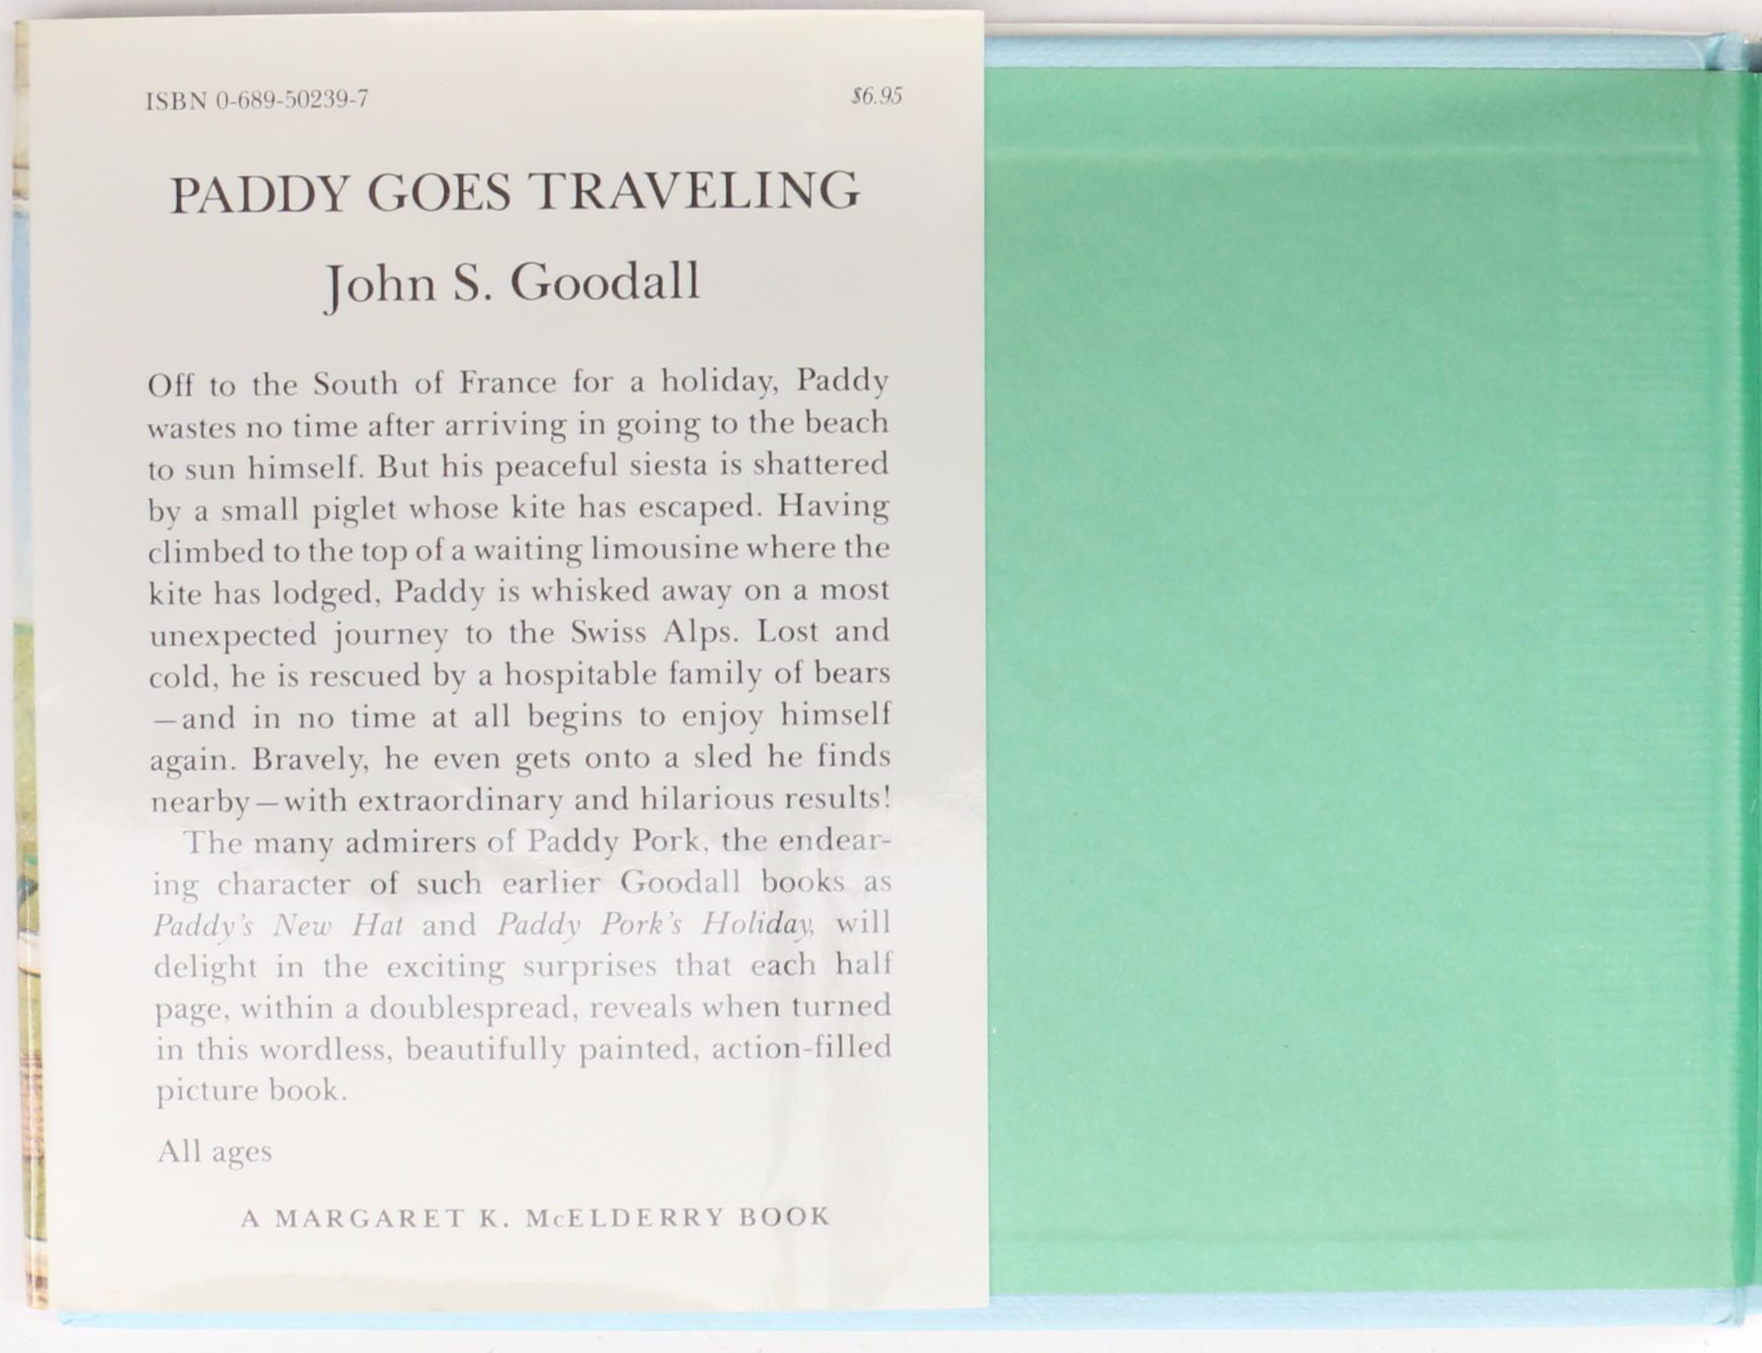 ISBN 0-689-50239-7 $6.95
PADDY GOES TRAVELING
John S. Goodall
Off to the South of France for a holiday, Paddy
wastes no time after arriving in going to the beach
to sun himself. But his peaceful siesta is shattered
by a small piglet whose kite has escaped. Having
climbed to the top of a waiting limousine where the
kite has lodged, Paddy is whisked away on a most
unexpected journey to the Swiss Alps. Lost and
cold, he is rescued by a hospitable family of bears
—and in no time at all begins to enjoy himself
again. Bravely, he even gets onto a sled he finds
nearby—with extraordinary and hilarious results!
The many admirers of Paddy Pork, the endear-
ing character of such earlier Goodall books as
Paddy's New Hat and Paddy Pork's Holiday, will
delight in the exciting surprises that each half
page, within a doublespread, reveals when turned
in this wordless, beautifully painted, action-filled
picture book.
All ages
A MARGARET K. McELDERRY BOOK